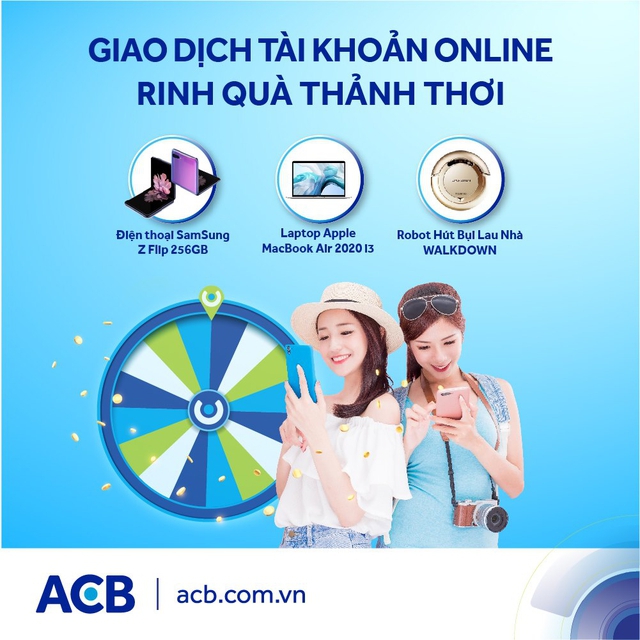 GIAO DỊCH TÀI KHOẢN ONLINE
RINH QUÀ THẢNH THƠI
Điện thoại SamSung
Z Flip 256GB
Laptop Apple
MacBook Air 2020 I3
Robot Hút Bụi Lau Nhà
WALKDOWN
ACB
acb.com.vn